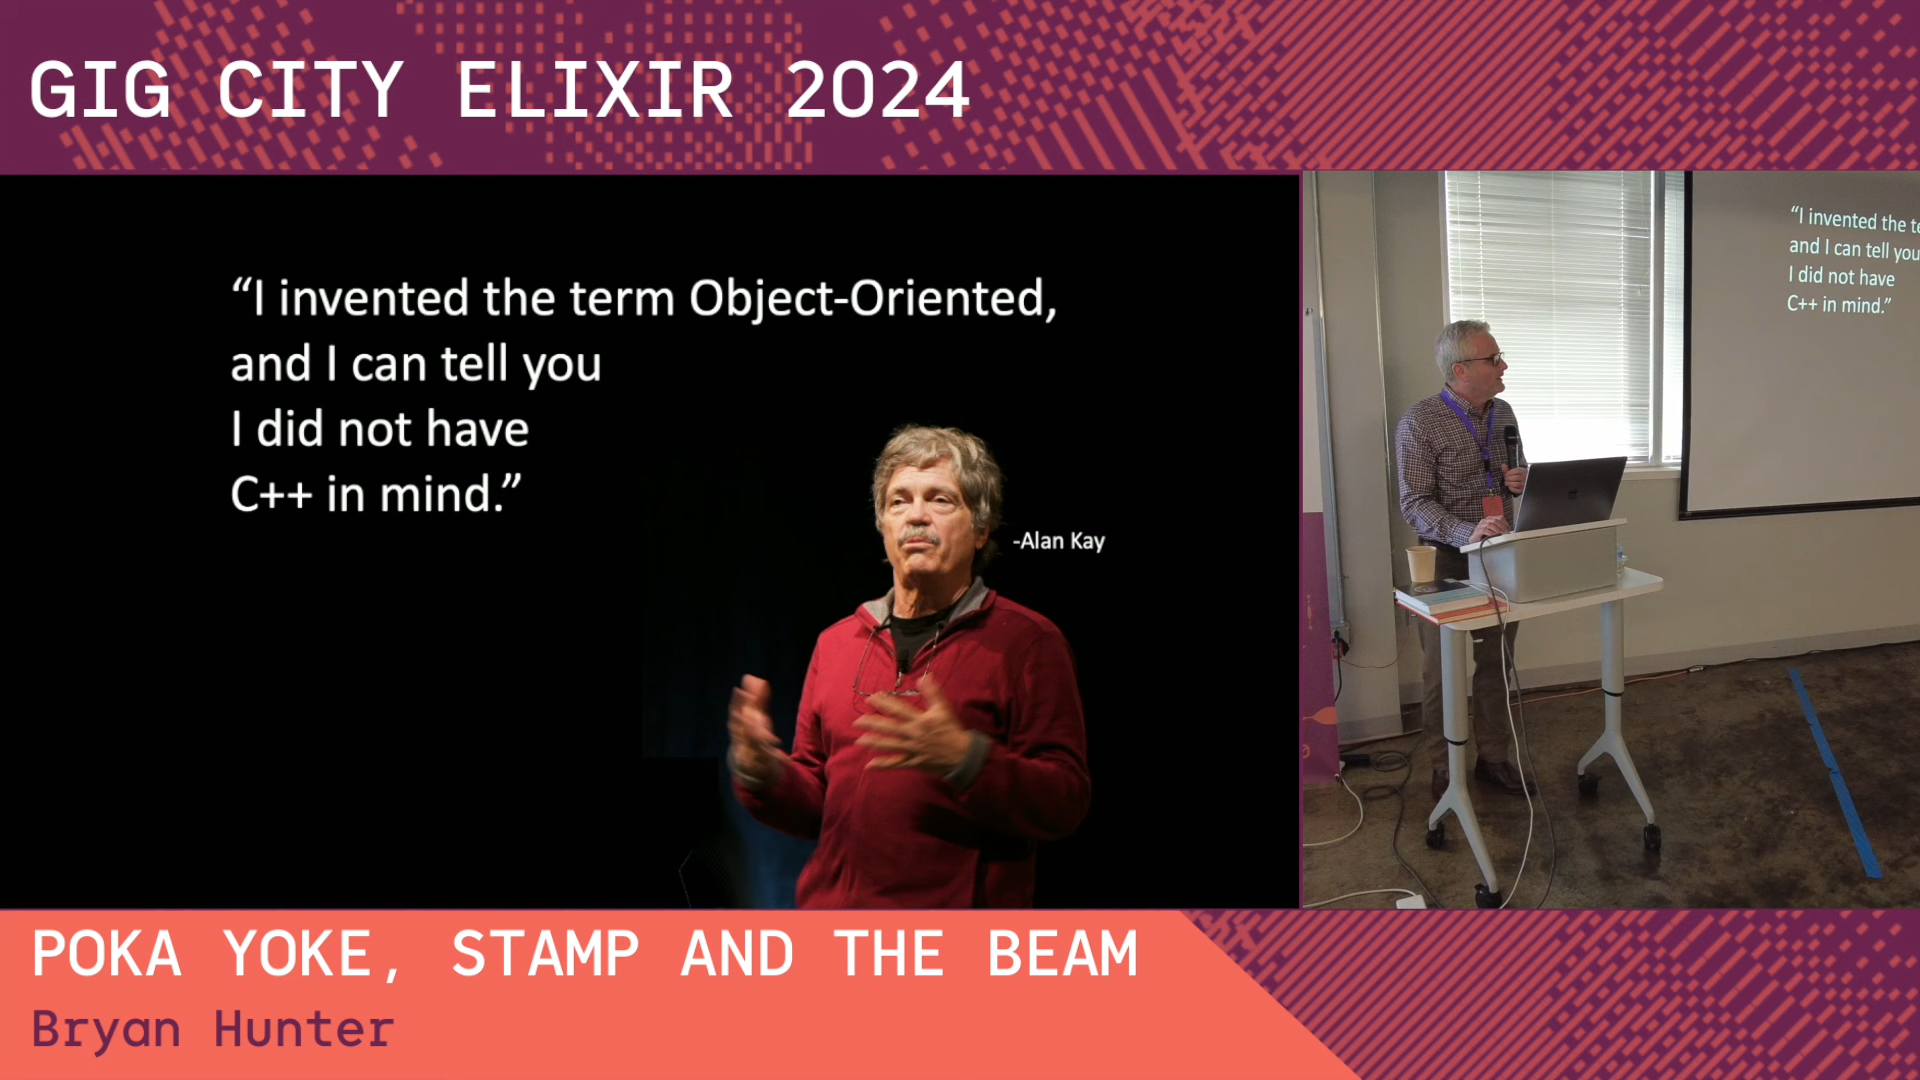 GIG CITY ELIXIR 2024
“I invented the term Object-Oriented,
and I can tell you
I did not have
C++ in mind.”
-Alan Kay
“I invented the te
and I can tell you
I did not have
C++ in mind.”
POKA YOKE, STAMP AND THE BEAM
Bryan Hunter